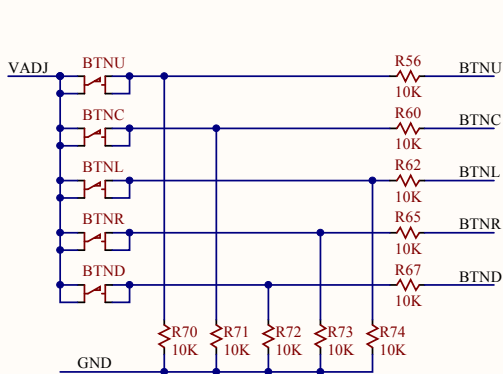 VADJ BTNU R56 BTNU
10K
BTNC R60 BTNC
10K
BTNL R62 BTNL
10K
BTNR R65 BTNR
10K
BTND R67 BTND
10K
R70 R71 R72 R73 R74
10K 10K 10K 10K 10K
GND